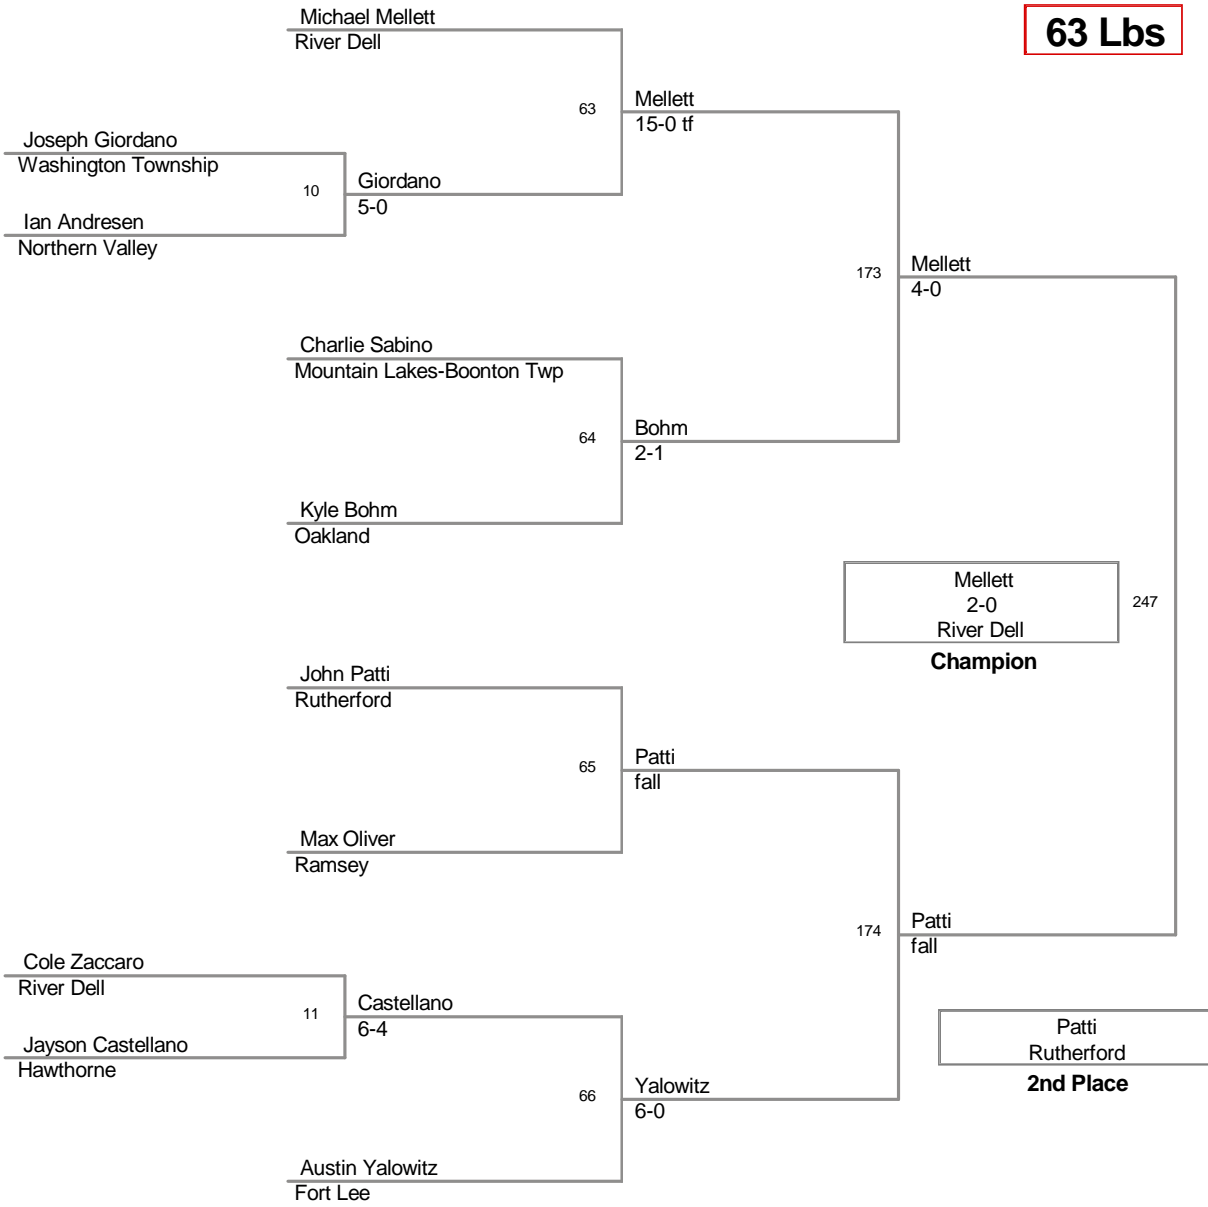 Michael Mellett
River Dell
63 Lbs
63
Mellett
15-0 tf
Joseph Giordano
Washington Township
10
Giordano
5-0
Ian Andresen
Northern Valley
173
Mellett
4-0
Charlie Sabino
Mountain Lakes-Boonton Twp
64
Bohm
2-1
Kyle Bohm
Oakland
Mellett
2-0
River Dell
Champion
247
John Patti
Rutherford
65
Patti
fall
Max Oliver
Ramsey
174
Patti
fall
Cole Zaccaro
River Dell
11
Castellano
6-4
Jayson Castellano
Hawthorne
Patti
Rutherford
2nd Place
66
Yalowitz
6-0
Austin Yalowitz
Fort Lee